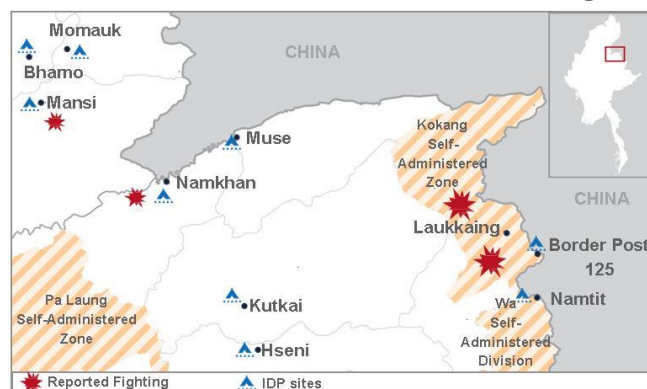 Momauk
Bhamo
Mansi
CHINA
Muse
Namkhan
Kokang
Self-
Administered
Zone
CHINA
Laukkaing
Border Post
125
Pa Laung
Self-Administered
Zone
Kutkai
Namtit
Wa
Self-
Administered
Division
Hseni
Reported Fighting
IDP sites